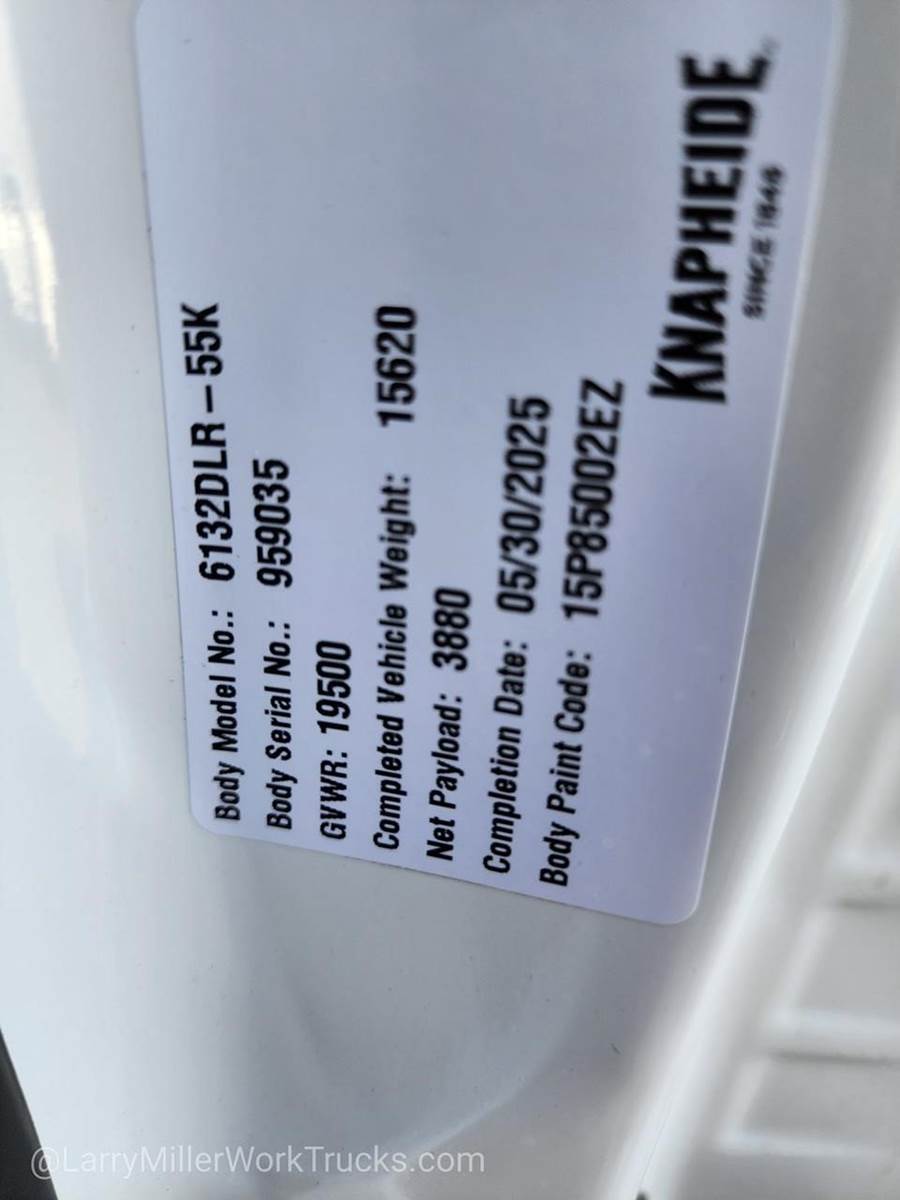 Body Model No.: 6132DLR-55K
Body Serial No.: 959035
GVWR: 19500
Completed Vehicle Weight: 15620
Net Payload: 3880
Completion Date: 05/30/2025
Body Paint Code: 15P85002EZ
KNAPHEIDE
SINCE 1848
@LarryMillerWorkTrucks.com